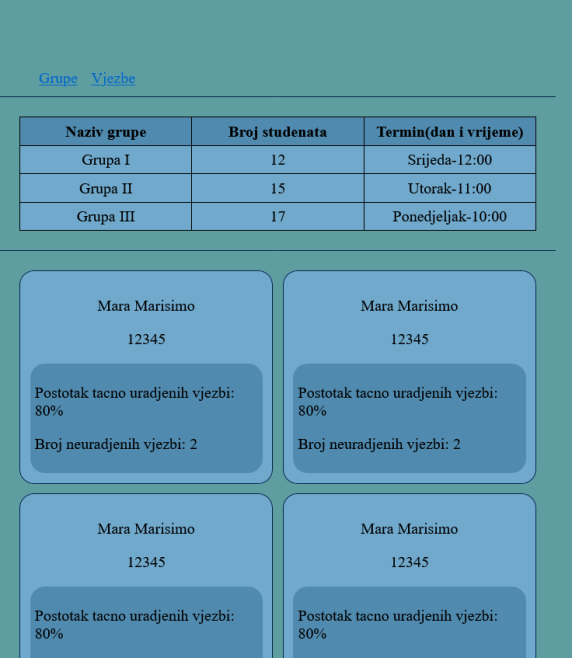 Grupe Vjezbe
Naziv grupe Broj studenata Termin(dan i vrijeme)
Grupa I 12 Srijeda-12:00
Grupa II 15 Utorak-11:00
Grupa III 17 Ponedjeljak-10:00
Mara Marisimo
12345
Postotak tacno uradjenih vjezbi:
80%
Broj neuradjenih vjezbi: 2
Mara Marisimo
12345
Postotak tacno uradjenih vjezbi:
80%
Broj neuradjenih vjezbi: 2
Mara Marisimo
12345
Postotak tacno uradjenih vjezbi:
80%
Mara Marisimo
12345
Postotak tacno uradjenih vjezbi:
80%